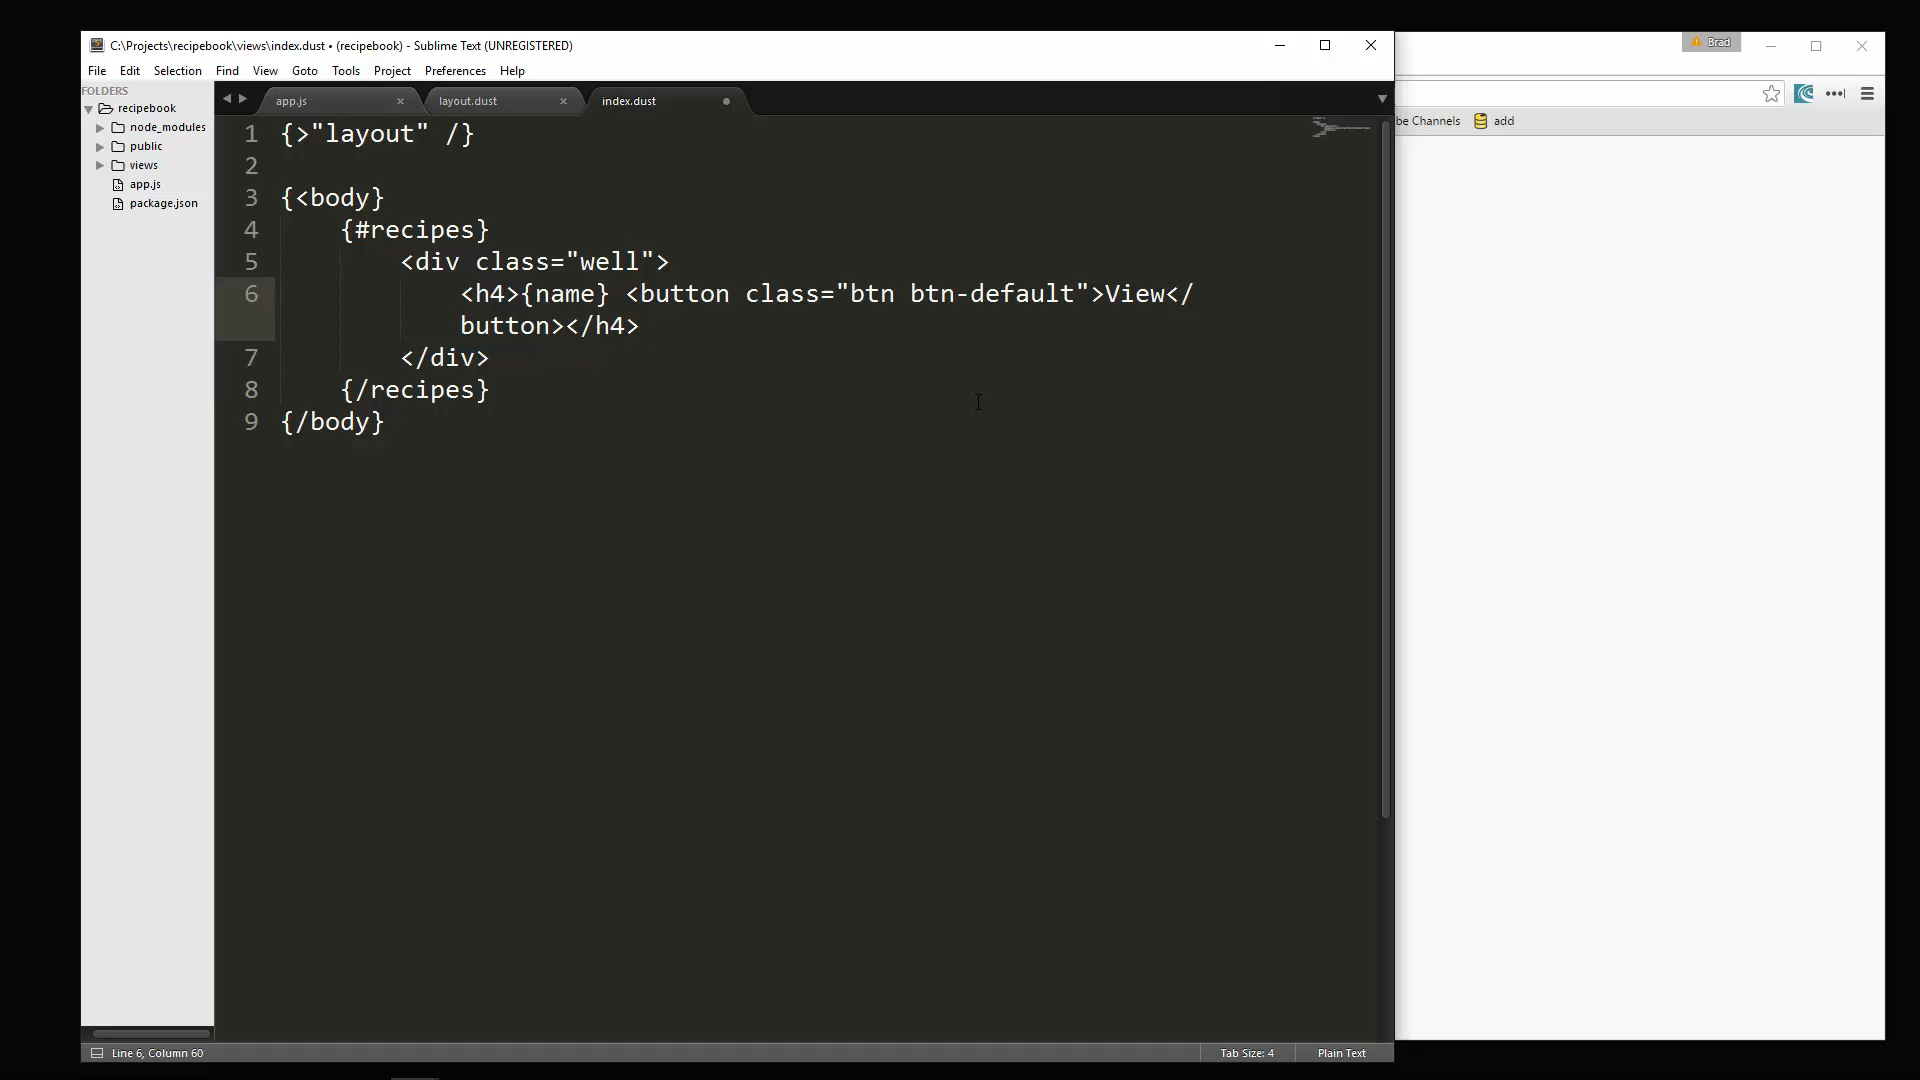 C:\Projects\recipebook\views\index.dust • (recipebook) - Sublime Text (UNREGISTERED)
Brad
File Edit Selection Find View Goto Tools Project Preferences Help
FOLDERS
recipebook
node_modules
public
views
app.js
package.json
app.js layout.dust index.dust
be Channels add
1 {>"layout" /}
2
3 {<body}
4 {#recipes}
5 <div class="well">
6 <h4>{name} <button class="btn btn-default">View</
button></h4>
7 </div>
8 {/recipes}
9 {/body}
Line 6, Column 60 Tab Size: 4 Plain Text